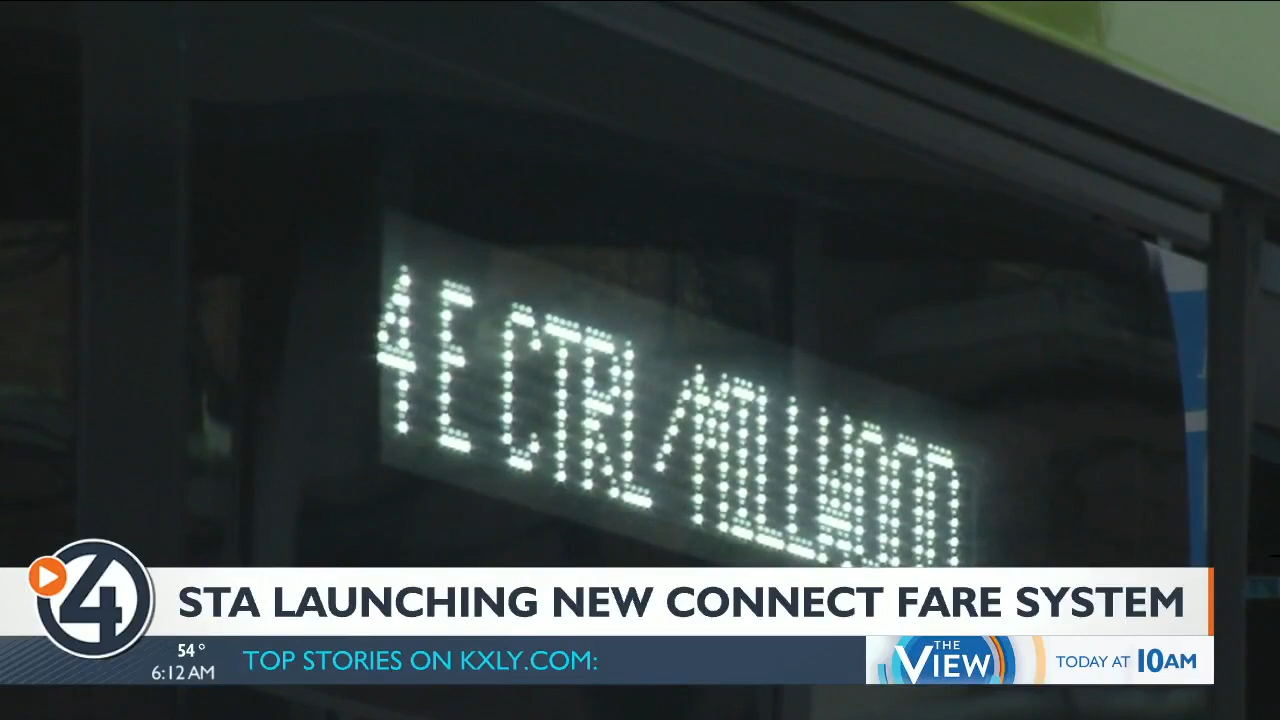 4 E CTRL/MILLWOOD
4
STA LAUNCHING NEW CONNECT FARE SYSTEM
54°
6:12 AM
TOP STORIES ON KXLY.COM:
THE VIEW
TODAY AT 10AM